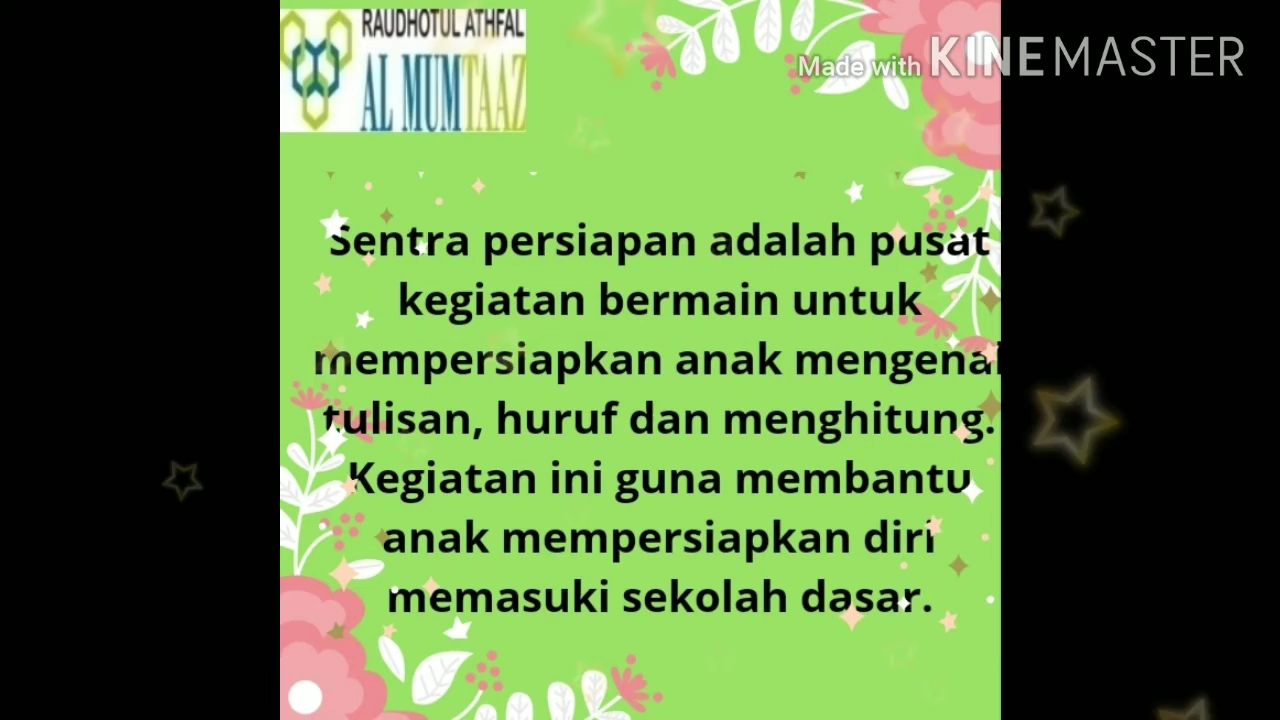 RAUDHOTUL ATHFAL
AL MUMTAAZ
Made with KINEMASTER
Sentra persiapan adalah pusat
kegiatan bermain untuk
mempersiapkan anak mengenal
tulisan, huruf dan menghitung.
Kegiatan ini guna membantu
anak mempersiapkan diri
memasuki sekolah dasar.